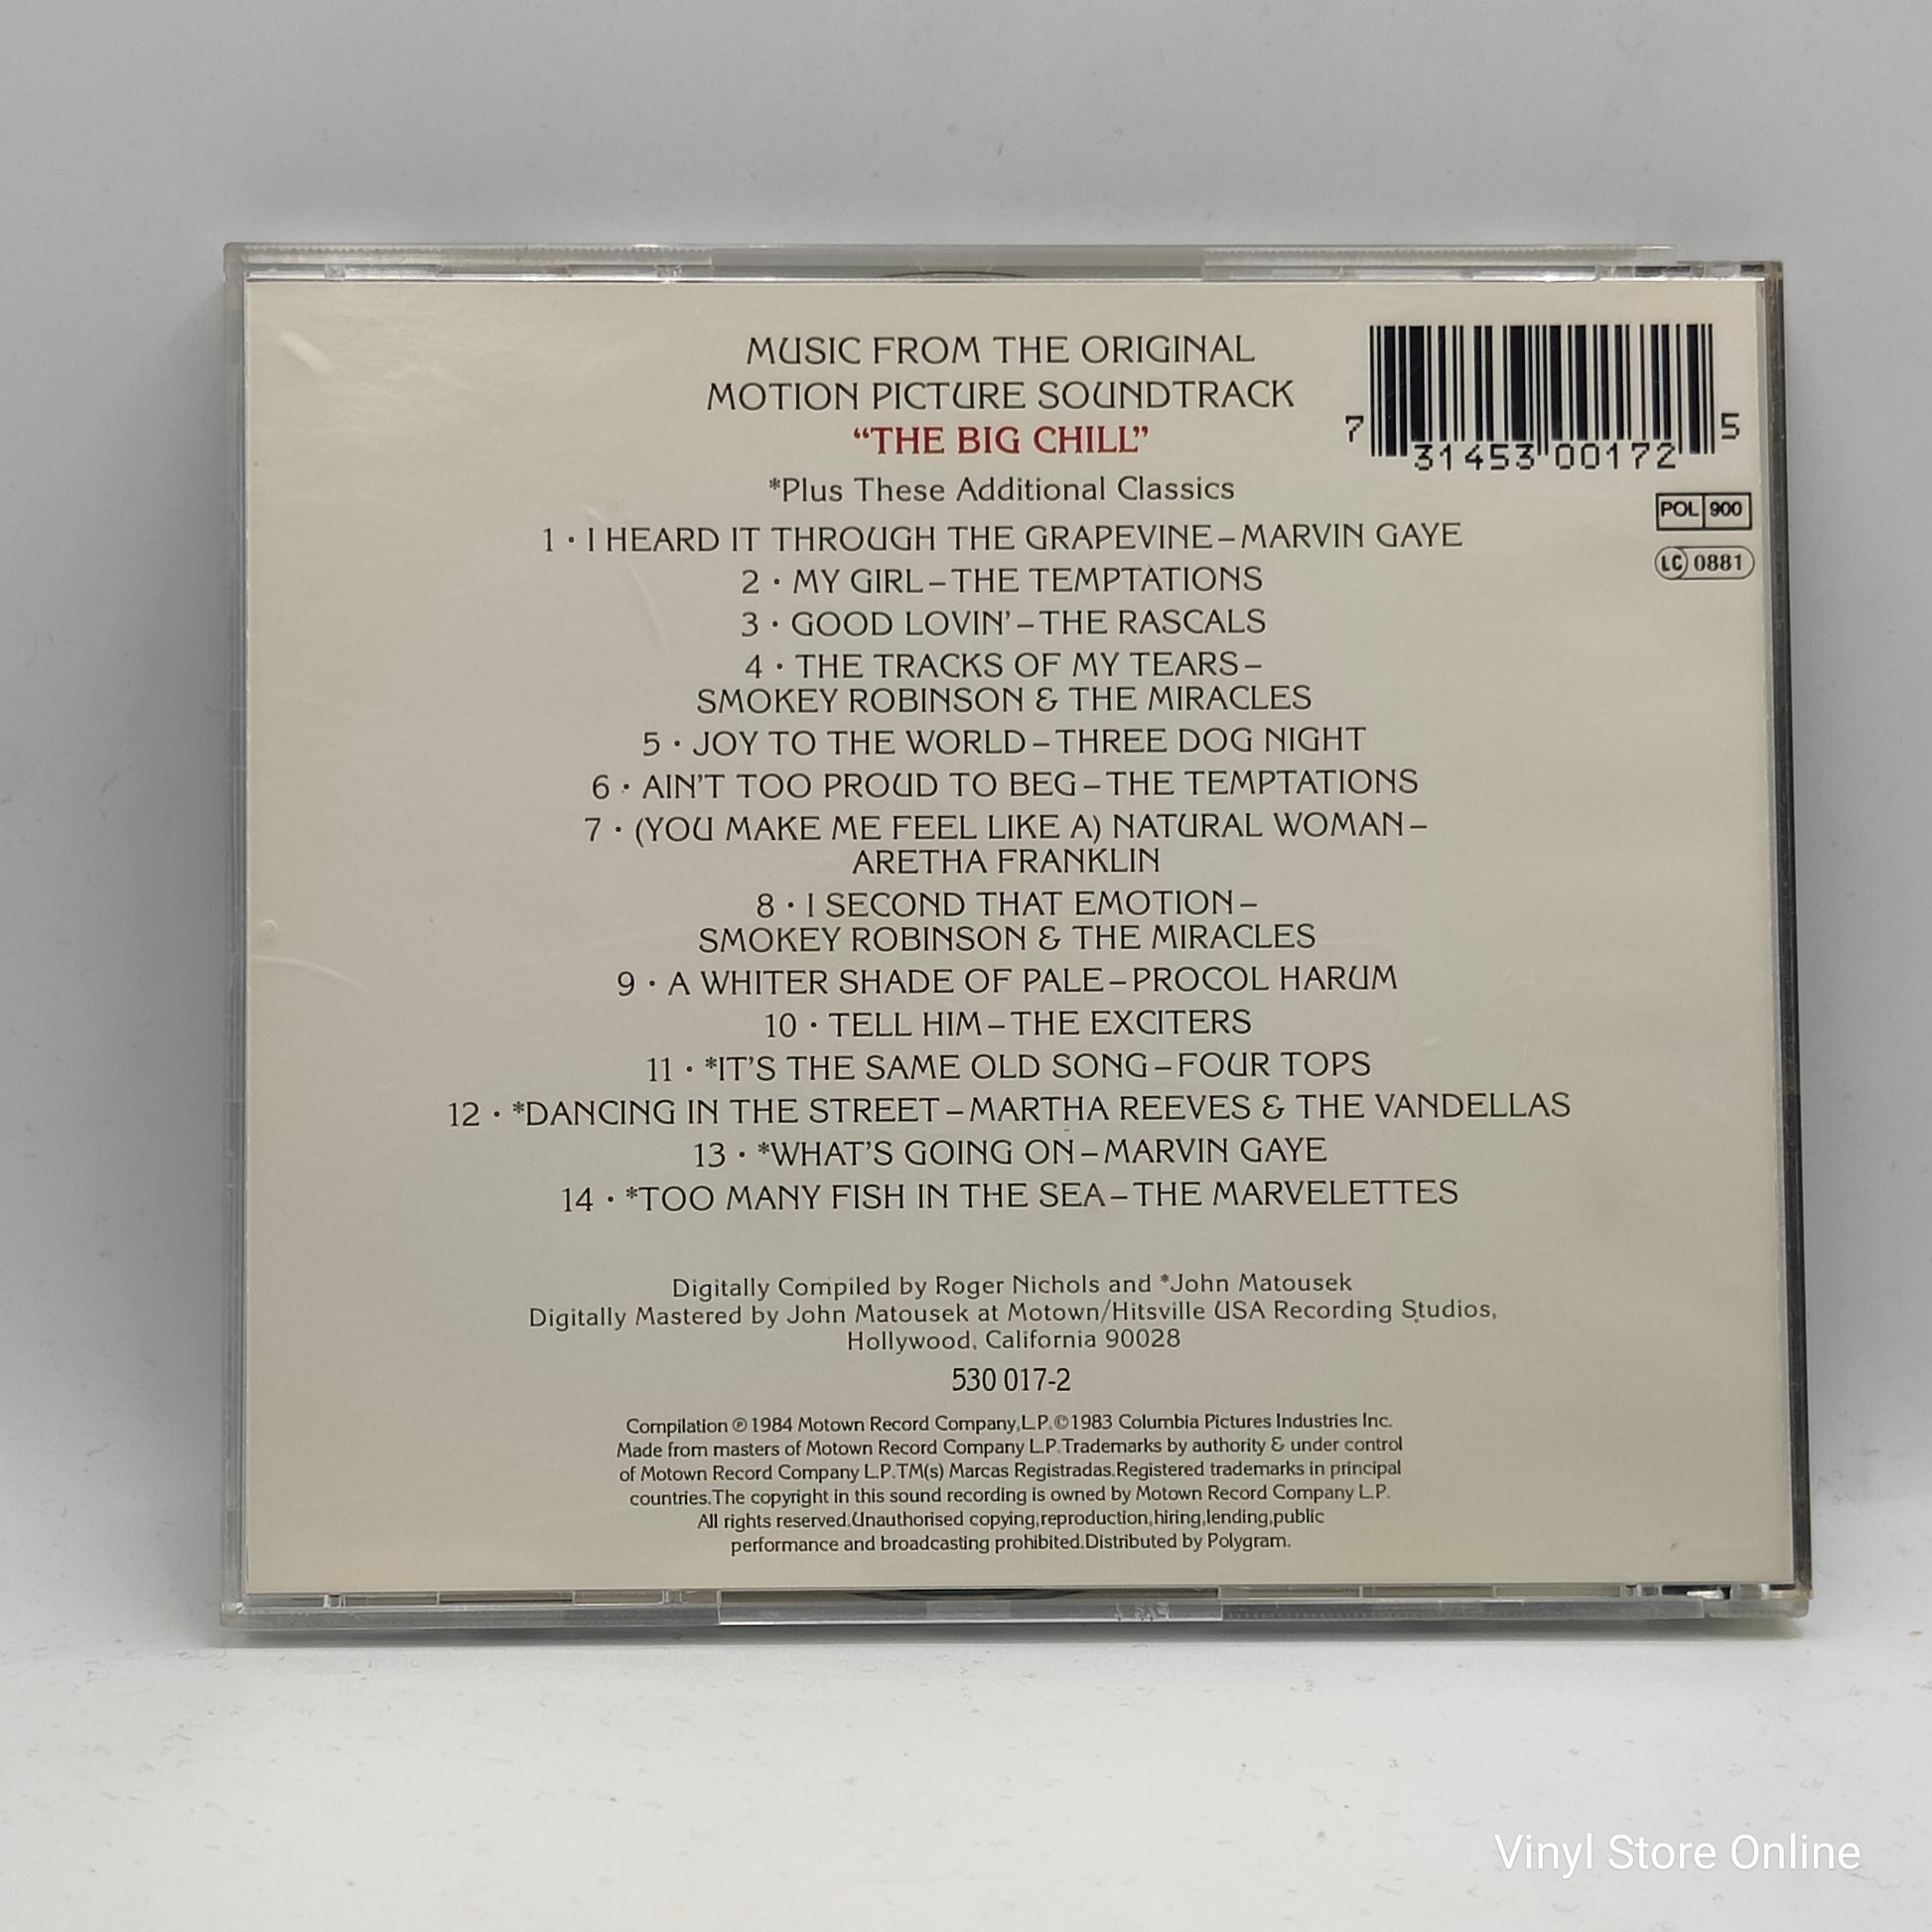 MUSIC FROM THE ORIGINAL
MOTION PICTURE SOUNDTRACK
“THE BIG CHILL”
*Plus These Additional Classics
7 31453 00172 5
POL 900
LC 0881
1 · I HEARD IT THROUGH THE GRAPEVINE–MARVIN GAYE
2 · MY GIRL–THE TEMPTATIONS
3 · GOOD LOVIN’–THE RASCALS
4 · THE TRACKS OF MY TEARS–
SMOKEY ROBINSON & THE MIRACLES
5 · JOY TO THE WORLD–THREE DOG NIGHT
6 · AIN’T TOO PROUD TO BEG–THE TEMPTATIONS
7 · (YOU MAKE ME FEEL LIKE A) NATURAL WOMAN–
ARETHA FRANKLIN
8 · I SECOND THAT EMOTION–
SMOKEY ROBINSON & THE MIRACLES
9 · A WHITER SHADE OF PALE–PROCOL HARUM
10 · TELL HIM–THE EXCITERS
11 · *IT’S THE SAME OLD SONG–FOUR TOPS
12 · *DANCING IN THE STREET–MARTHA REEVES & THE VANDELLAS
13 · *WHAT’S GOING ON–MARVIN GAYE
14 · *TOO MANY FISH IN THE SEA–THE MARVELETTES
Digitally Compiled by Roger Nichols and *John Matousek
Digitally Mastered by John Matousek at Motown/Hitsville USA Recording Studios,
Hollywood, California 90028
530 017-2
Compilation ℗ 1984 Motown Record Company,L.P.©1983 Columbia Pictures Industries Inc.
Made from masters of Motown Record Company L.P.Trademarks by authority & under control
of Motown Record Company L.P.TM(s) Marcas Registradas.Registered trademarks in principal
countries.The copyright in this sound recording is owned by Motown Record Company L.P.
All rights reserved.Unauthorised copying,reproduction,hiring,lending,public
performance and broadcasting prohibited.Distributed by Polygram.
Vinyl Store Online